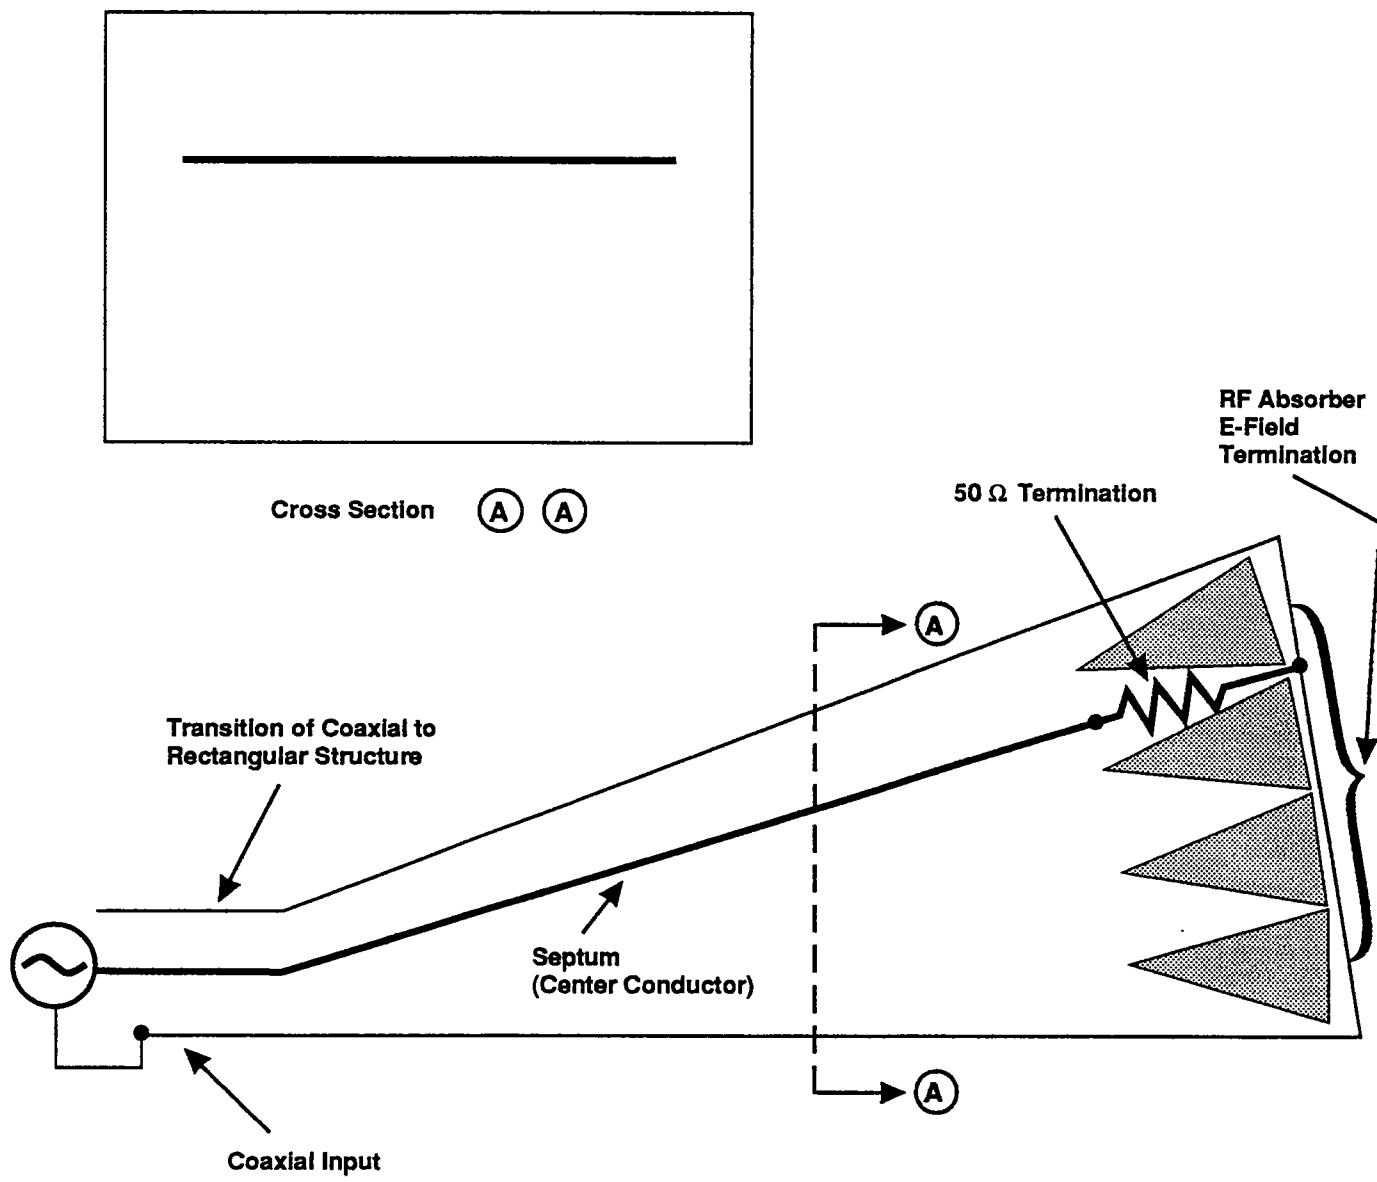 RF Absorber
E-Field
Termination
50 Ω Termination
Cross Section A A
A
Transition of Coaxial to
Rectangular Structure
Septum
(Center Conductor)
A
Coaxial Input